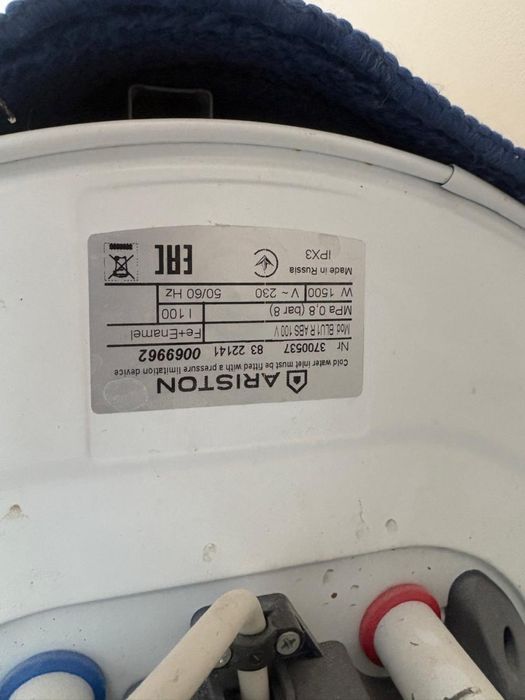 ARISTON
Cold water inlet must be fitted with a pressure limitation device
Nr 3700537 83 22141 0069962
Mod. BLU1 R ABS 100 V Fe+Enamel
MPa 0,8 (bar 8) l 100
W 1500 V ~ 230 50/60 Hz
Made in Russia
IPX3
EAC